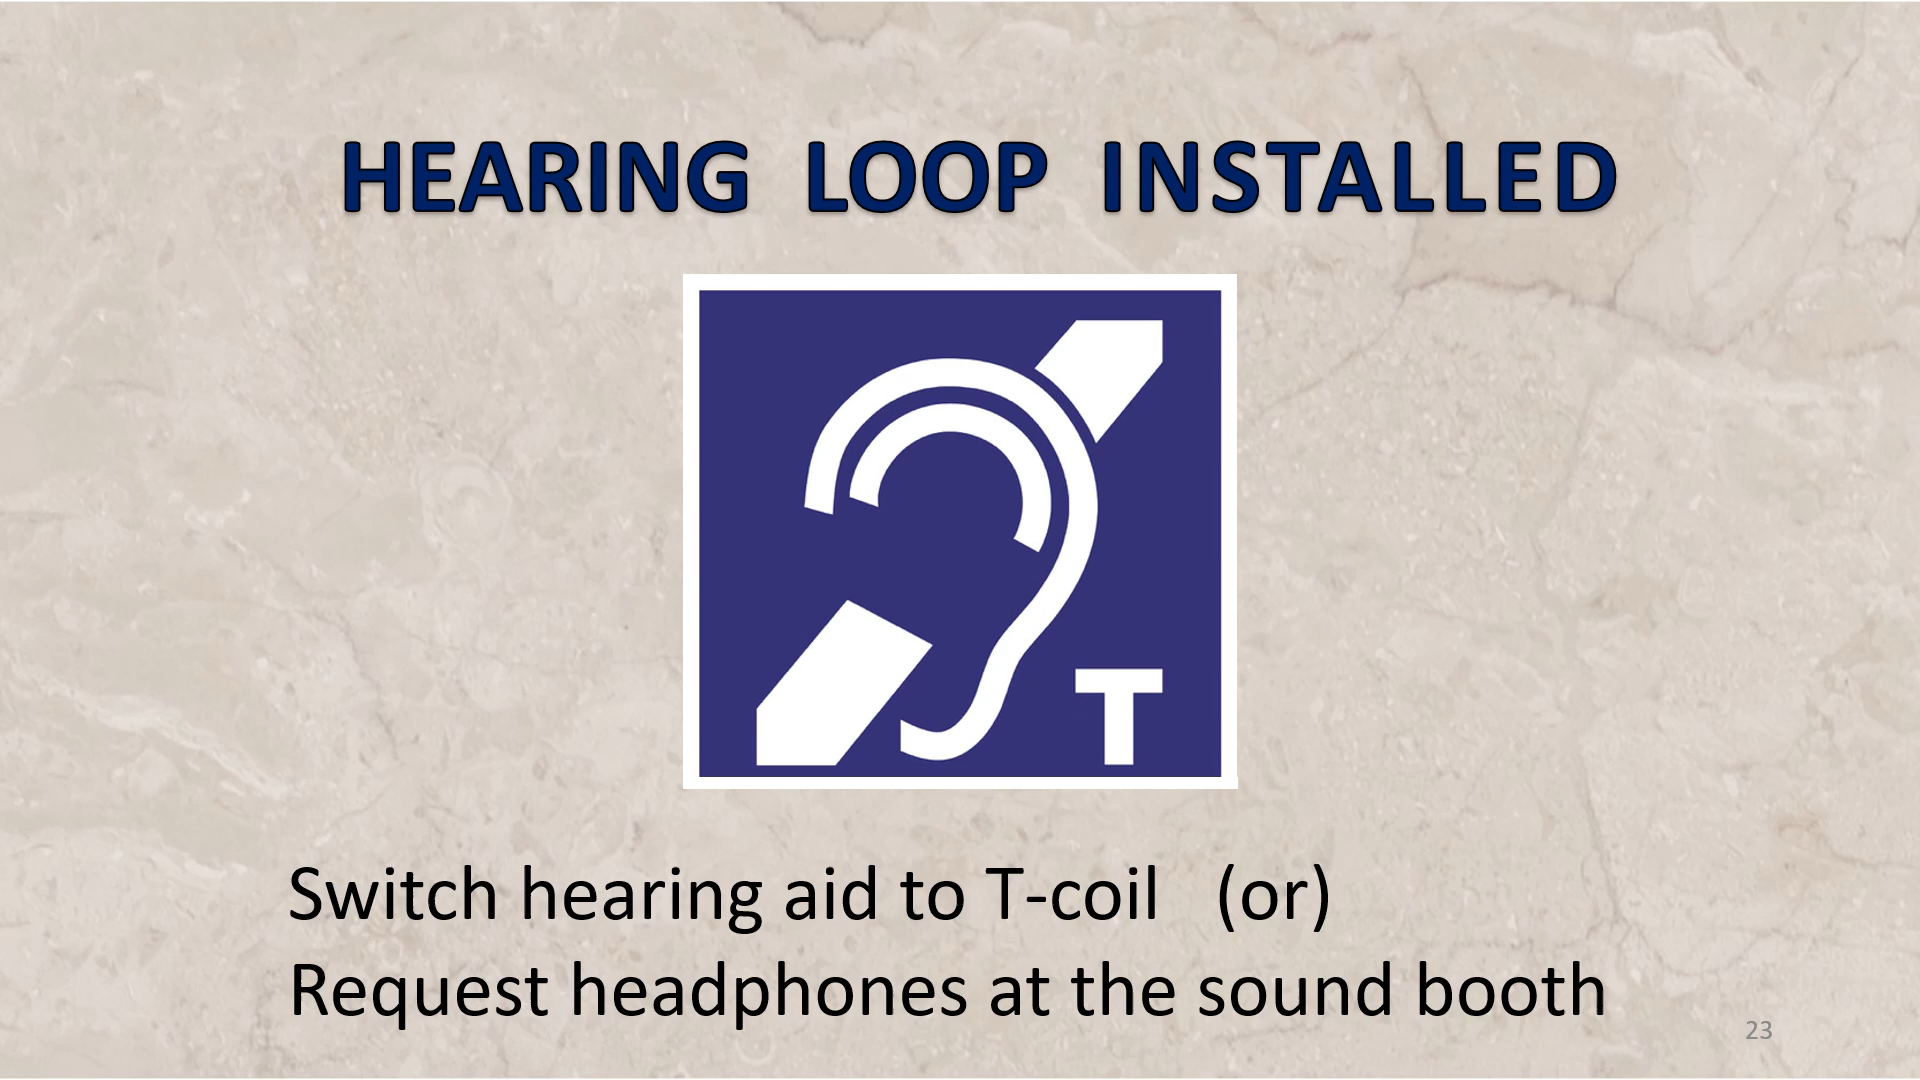 HEARING LOOP INSTALLED
T
Switch hearing aid to T-coil (or)
Request headphones at the sound booth
23